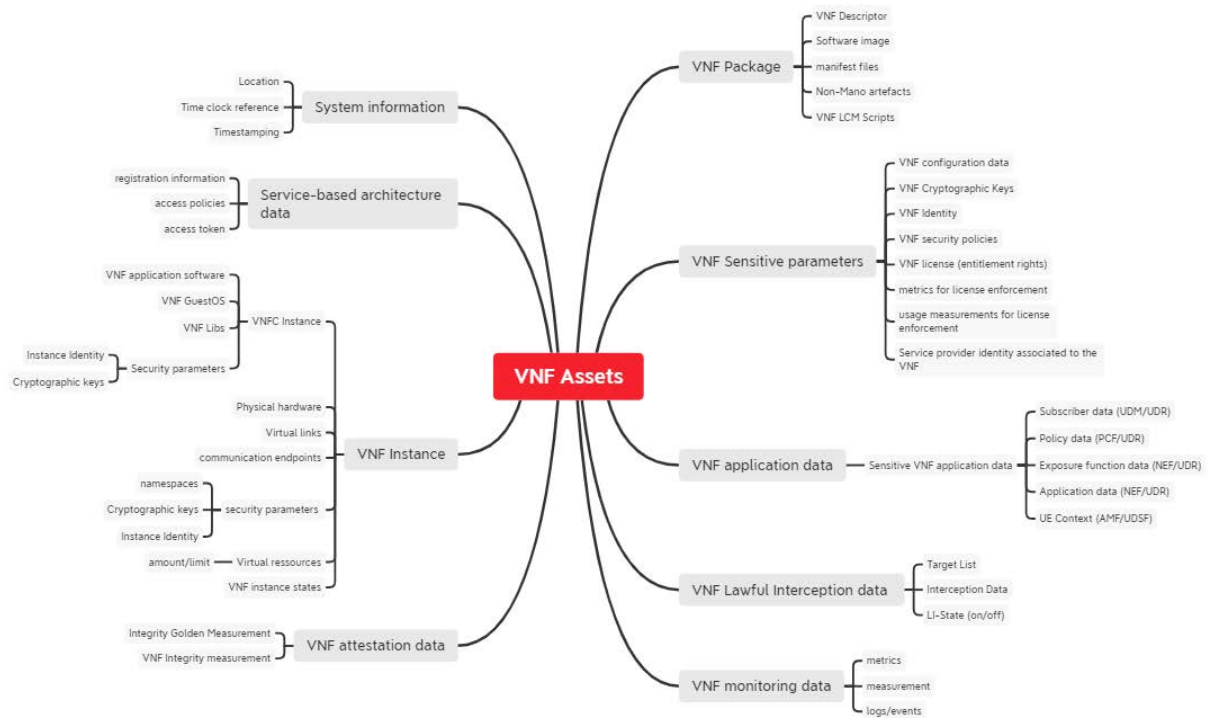 VNF Assets
VNF Package
VNF Descriptor
Software image
manifest files
Non-Mano artefacts
VNF LCM Scripts
VNF Sensitive parameters
VNF configuration data
VNF Cryptographic Keys
VNF Identity
VNF security policies
VNF license (entitlement rights)
metrics for license enforcement
usage measurements for license
enforcement
Service provider identity associated to the
VNF
VNF application data
Sensitive VNF application data
Subscriber data (UDM/UDR)
Policy data (PCF/UDR)
Exposure function data (NEF/UDR)
Application data (NEF/UDR)
UE Context (AMF/UDSF)
VNF Lawful Interception data
Target List
Interception Data
LI-State (on/off)
VNF monitoring data
metrics
measurement
logs/events
System information
Location
Time clock reference
Timestamping
Service-based architecture
data
registration information
access policies
access token
VNF Instance
VNFC Instance
VNF application software
VNF GuestOS
VNF Libs
Security parameters
Instance Identity
Cryptographic keys
Physical hardware
Virtual links
communication endpoints
security parameters
namespaces
Cryptographic keys
Instance Identity
Virtual ressources
amount/limit
VNF instance states
VNF attestation data
Integrity Golden Measurement
VNF Integrity measurement